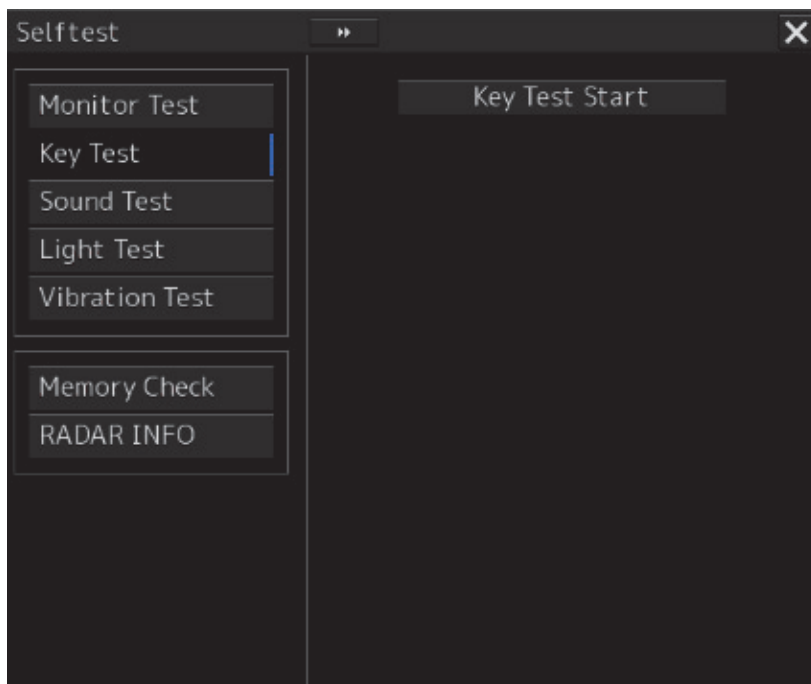 Selftest
Monitor Test
Key Test
Sound Test
Light Test
Vibration Test
Memory Check
RADAR INFO
Key Test Start